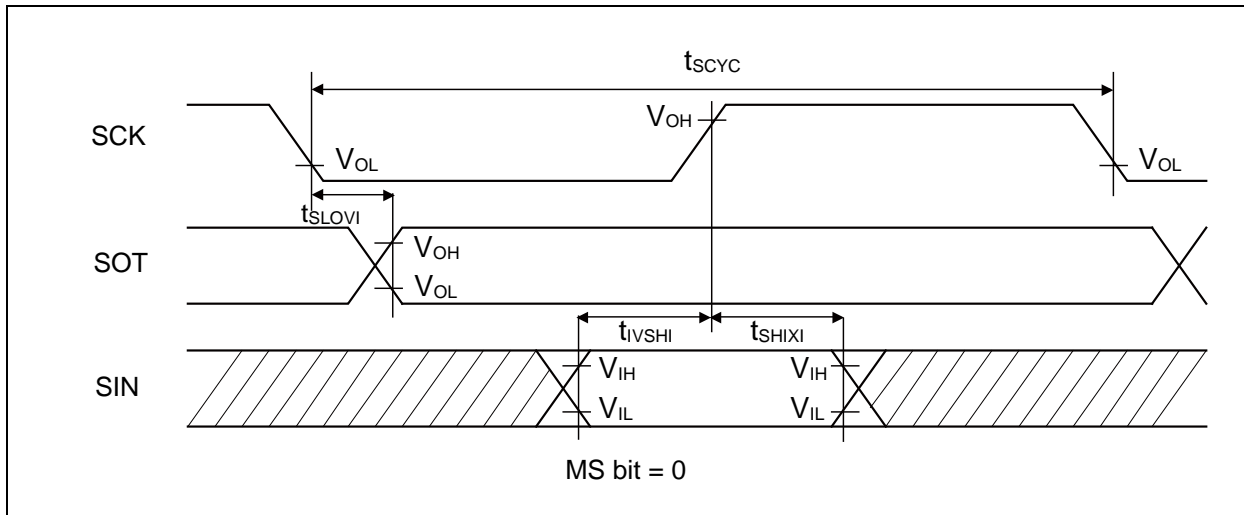 tSCYC
SCK
VOH
VOL
VOL
tSLOVI
SOT
VOH
VOL
tIVSHI
tSHIXI
SIN
VIH
VIH
VIL
VIL
MS bit = 0